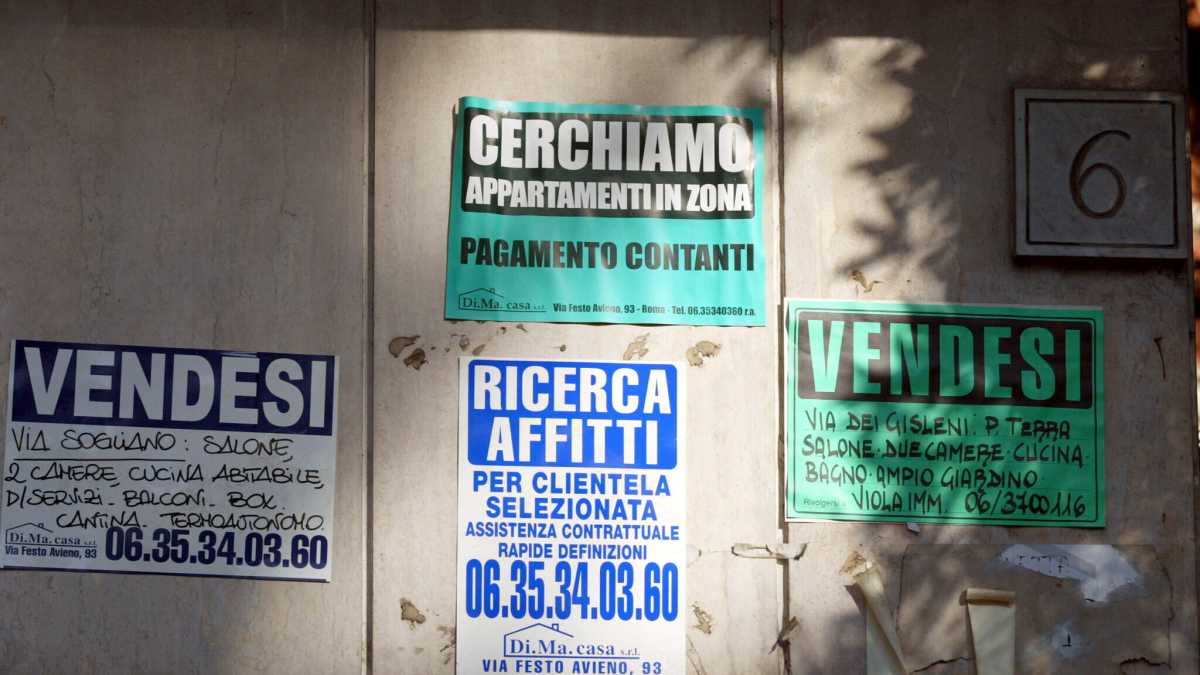 CERCHIAMO
APPARTAMENTI IN ZONA
PAGAMENTO CONTANTI
Di.Ma. casa s.r.l.
Via Festo Avieno, 93 - Roma - Tel. 06.35340360 r.a.
6
VENDESI
VIA SOGLIANO: SALONE,
2 CAMERE, CUCINA ABITABILE,
D/SERVIZI - BALCONI - BOX -
CANTINA - TERMOAUTONOMO.
Di.Ma. casa s.r.l.
Via Festo Avieno, 93
06.35.34.03.60
RICERCA
AFFITTI
PER CLIENTELA
SELEZIONATA
ASSISTENZA CONTRATTUALE
RAPIDE DEFINIZIONI
06.35.34.03.60
Di.Ma. casa s.r.l.
VIA FESTO AVIENO, 93
VENDESI
VIA DEI GISLENI. P. TERRA
SALONE. DUE CAMERE. CUCINA.
BAGNO. AMPIO GIARDINO
Rivolgersi VIOLA IMM. 06/3700116